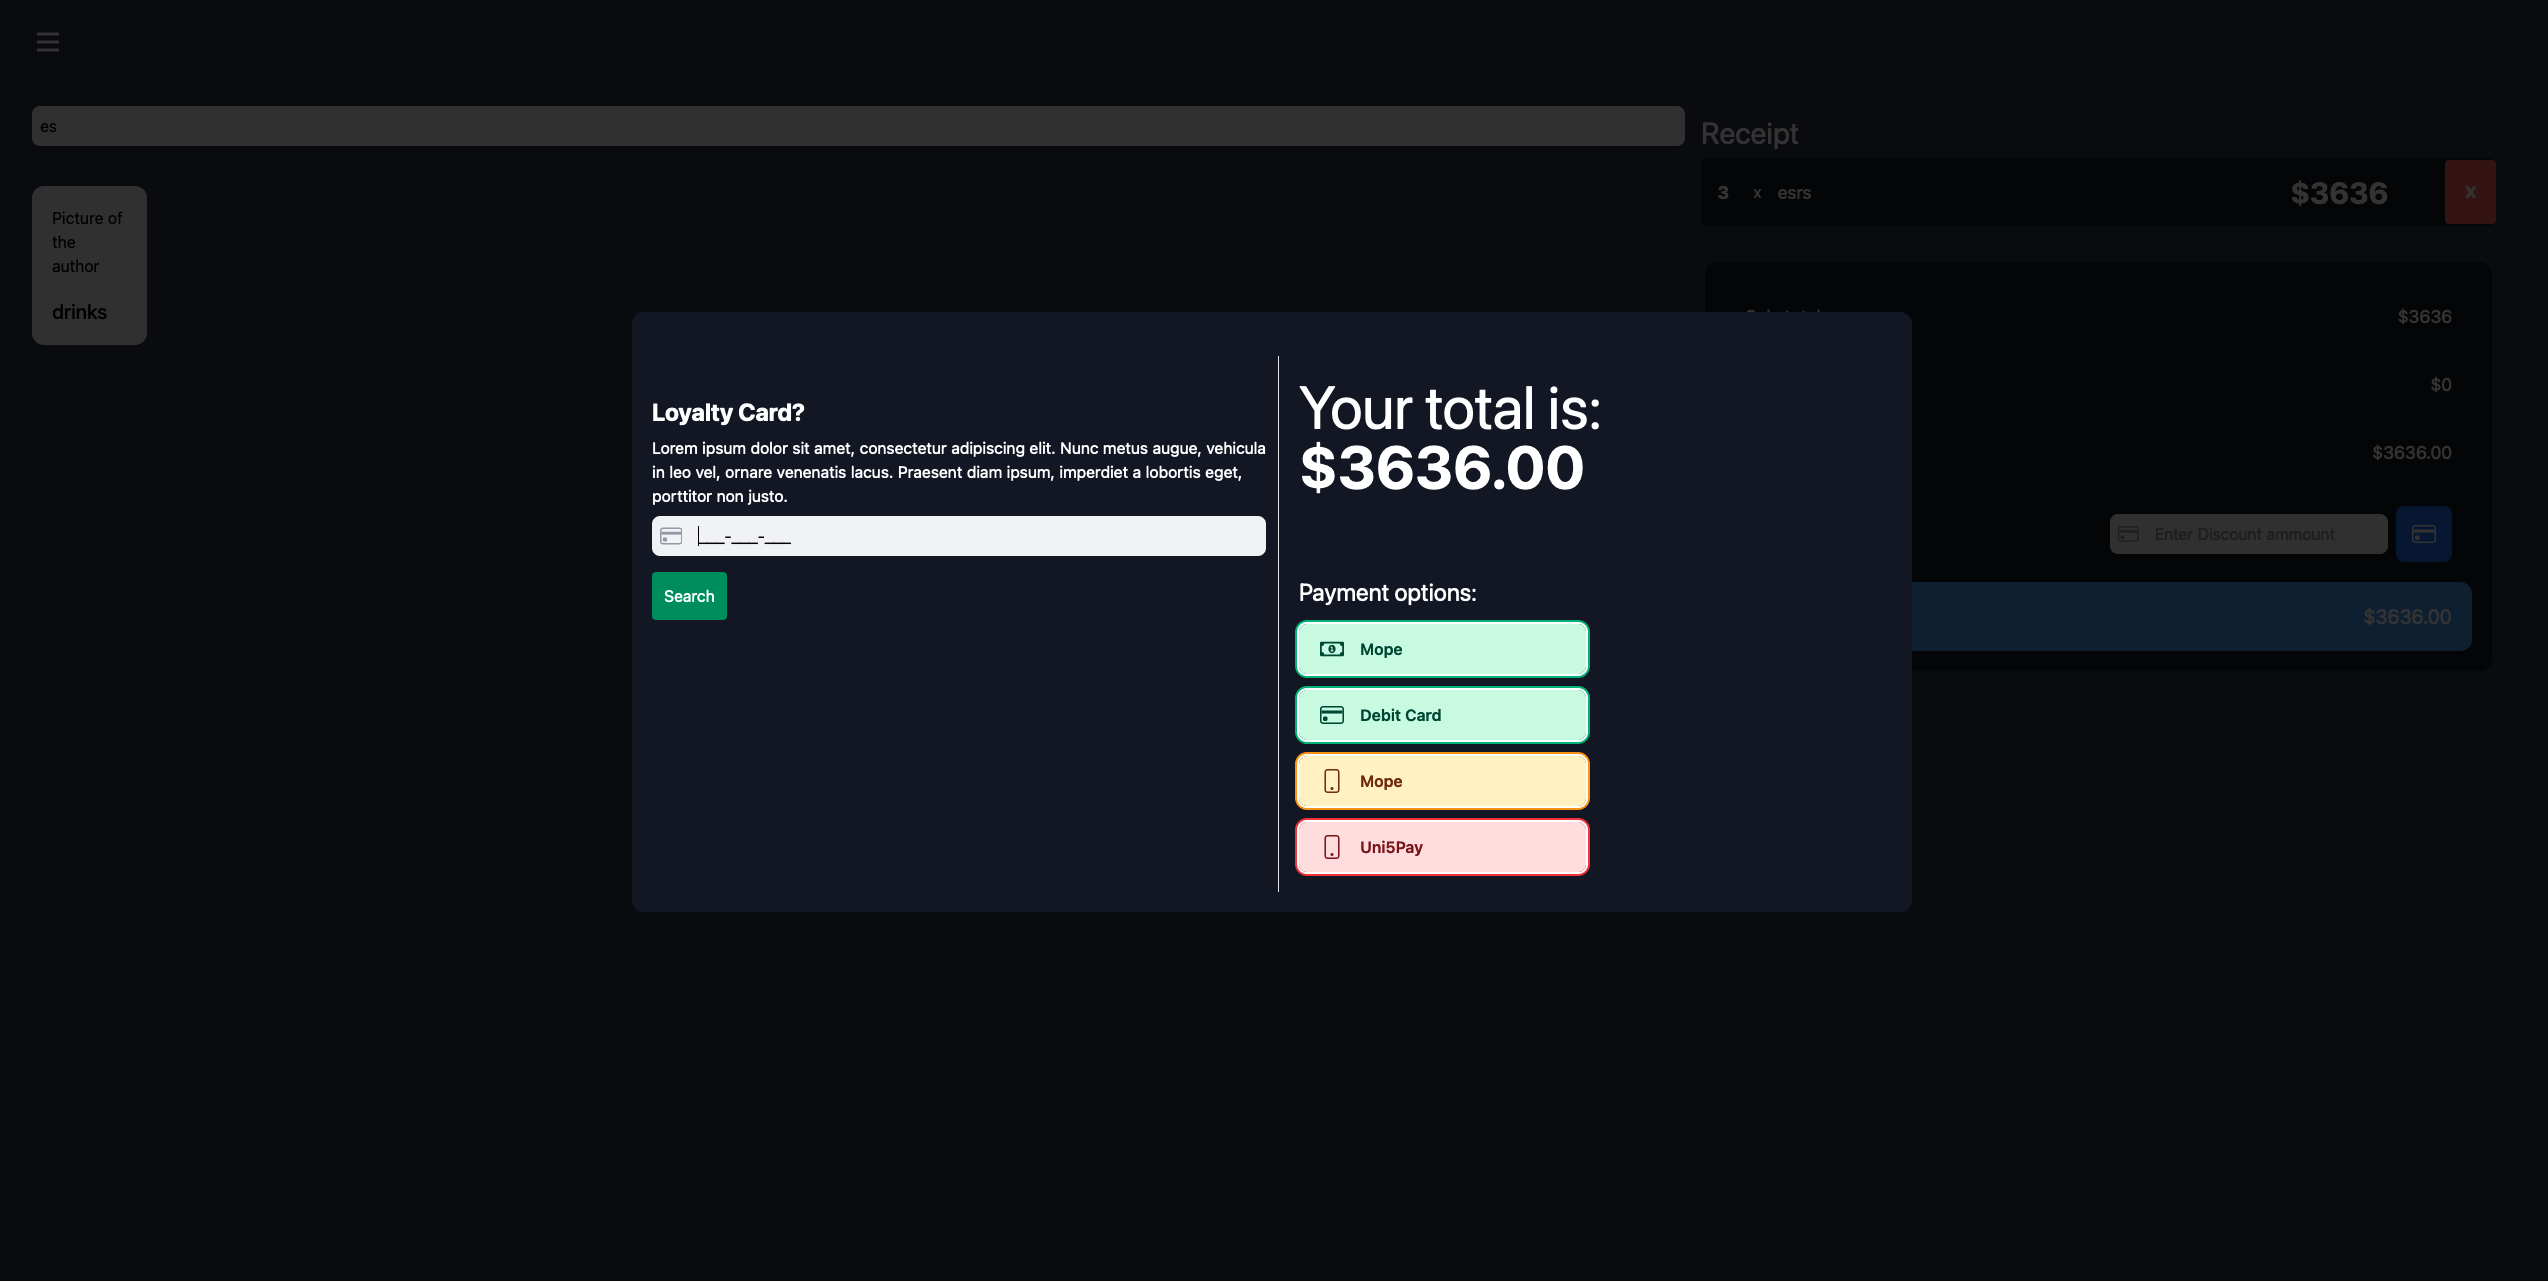 es
Picture of
the
author
drinks
Receipt
3 x esrs $3636 X
$3636
$0
$3636.00
Enter Discount ammount
$3636.00
Loyalty Card?
Lorem ipsum dolor sit amet, consectetur adipiscing elit. Nunc metus augue, vehicula
in leo vel, ornare venenatis lacus. Praesent diam ipsum, imperdiet a lobortis eget,
porttitor non justo.
___-___-___
Search
Your total is:
$3636.00
Payment options:
Mope
Debit Card
Mope
Uni5Pay